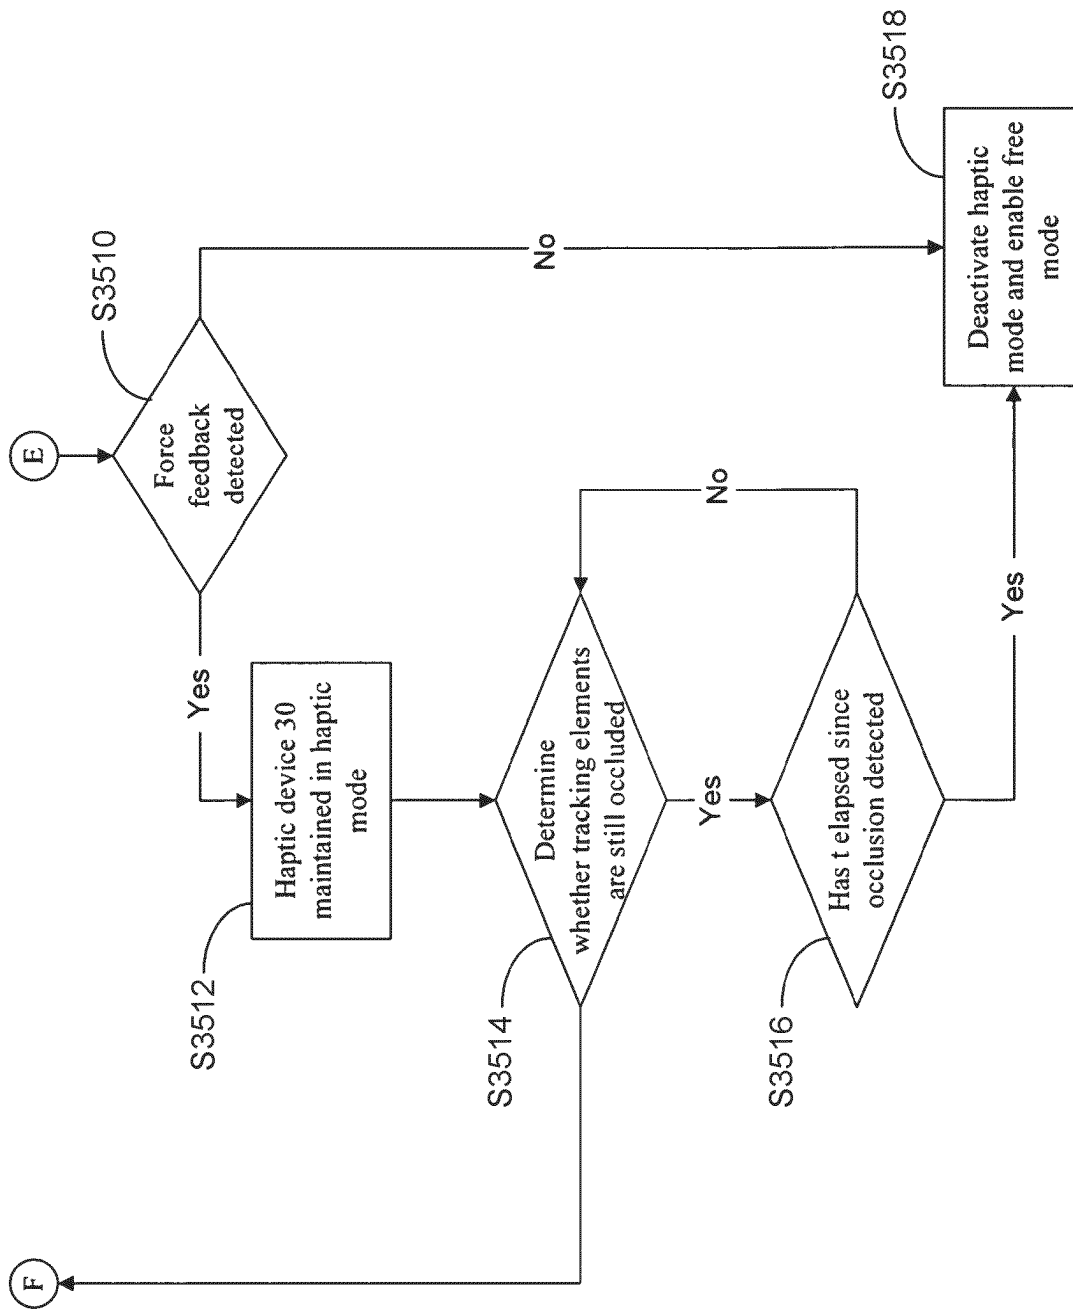 E
S3510
Force
feedback
detected
Yes
No
S3512
Haptic device 30
maintained in haptic
mode
S3514
Determine
whether tracking elements
are still occluded
F
Yes
No
S3516
Has t elapsed since
occlusion detected
Yes
S3518
Deactivate haptic
mode and enable free
mode